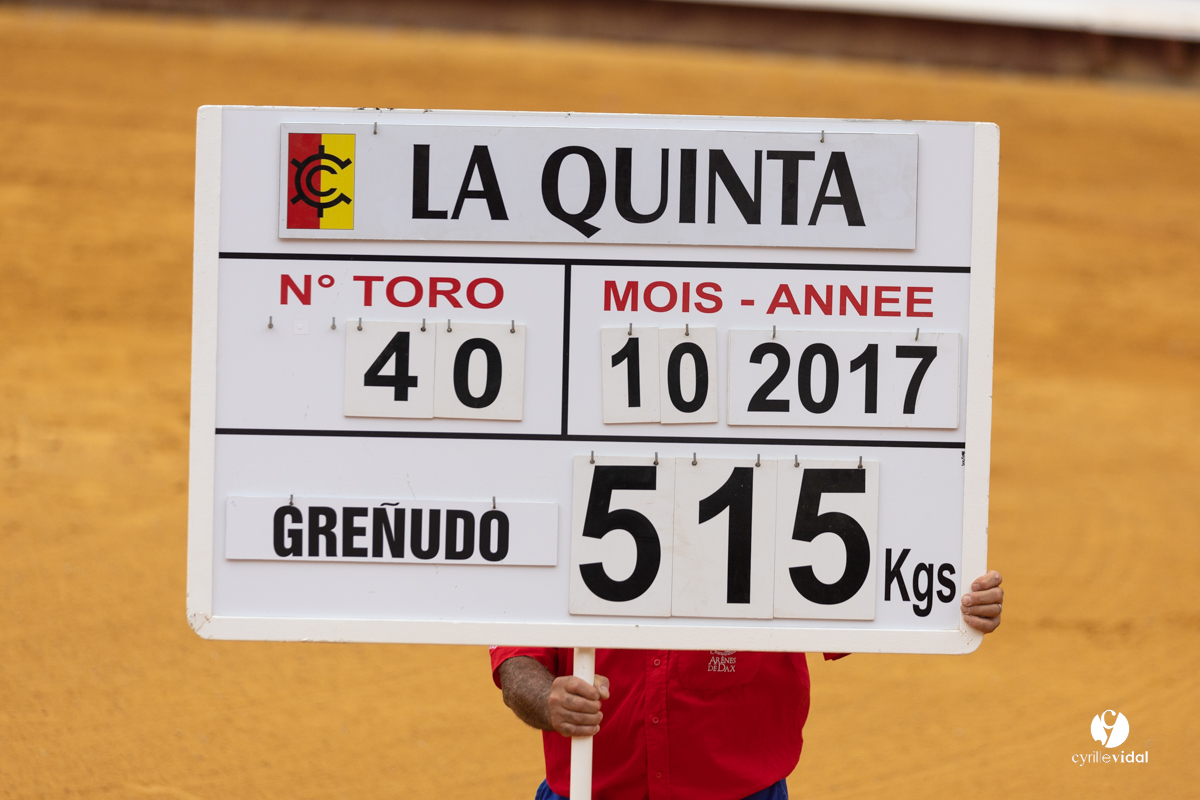 LA QUINTA
N° TORO
MOIS - ANNEE
40
10 2017
GREÑUDO
515 Kgs
ARÈNES
DE DAX
cyrillevidal